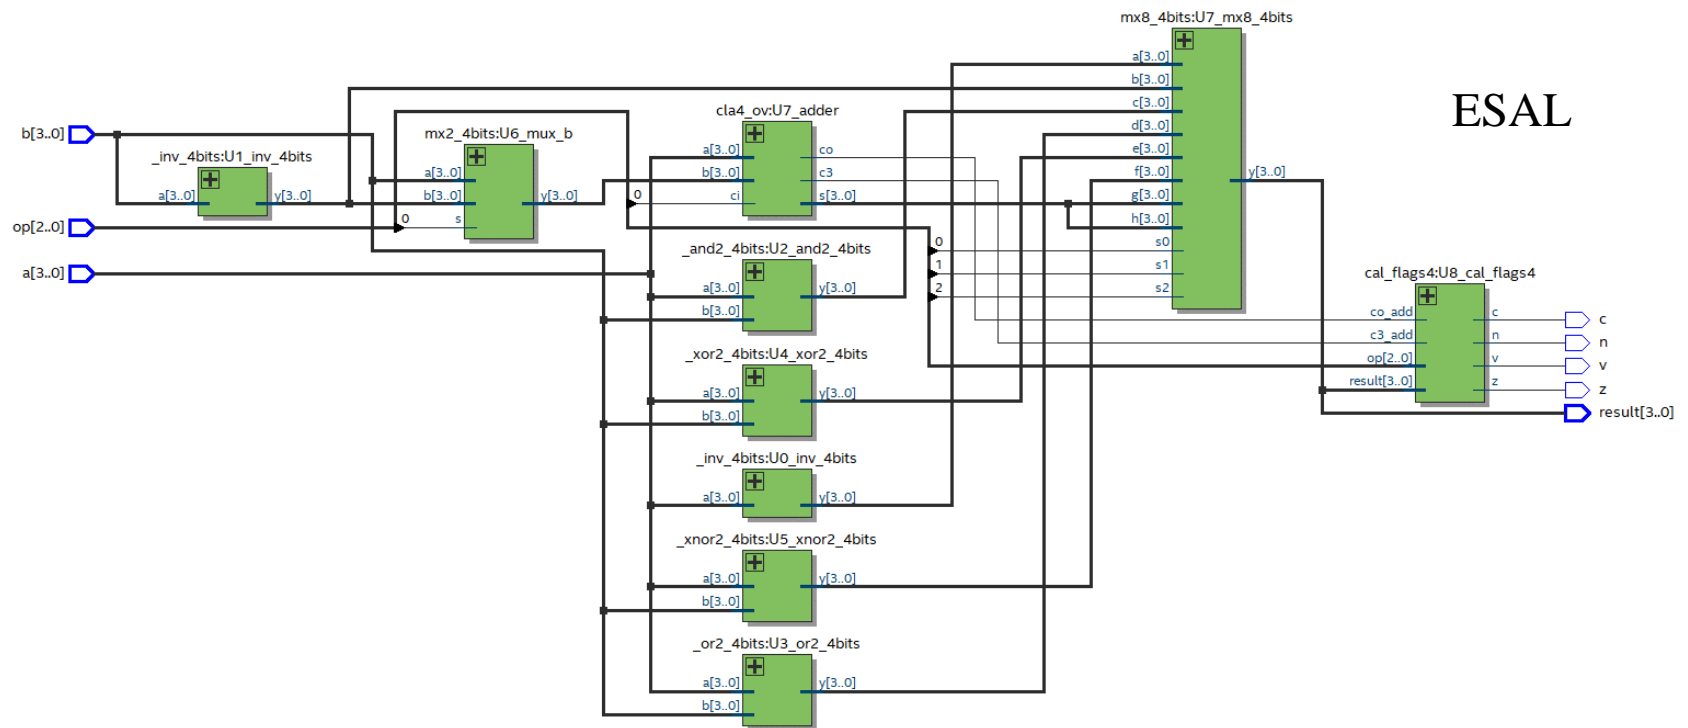 mx8_4bits:U7_mx8_4bits
ESAL
a[3..0]
b[3..0]
c[3..0]
d[3..0]
e[3..0]
f[3..0]
g[3..0]
h[3..0]
s0
s1
s2
y[3..0]
0
1
2
b[3..0]
op[2..0]
a[3..0]
_inv_4bits:U1_inv_4bits
a[3..0] y[3..0]
mx2_4bits:U6_mux_b
a[3..0]
b[3..0] y[3..0]
0 s
cla4_ov:U7_adder
a[3..0] co
b[3..0] c3
0 ci s[3..0]
_and2_4bits:U2_and2_4bits
a[3..0] y[3..0]
b[3..0]
_xor2_4bits:U4_xor2_4bits
a[3..0] y[3..0]
b[3..0]
_inv_4bits:U0_inv_4bits
a[3..0] y[3..0]
_xnor2_4bits:U5_xnor2_4bits
a[3..0] y[3..0]
b[3..0]
_or2_4bits:U3_or2_4bits
a[3..0] y[3..0]
b[3..0]
cal_flags4:U8_cal_flags4
co_add c
c3_add n
op[2..0] v
result[3..0] z
c
n
v
z
result[3..0]